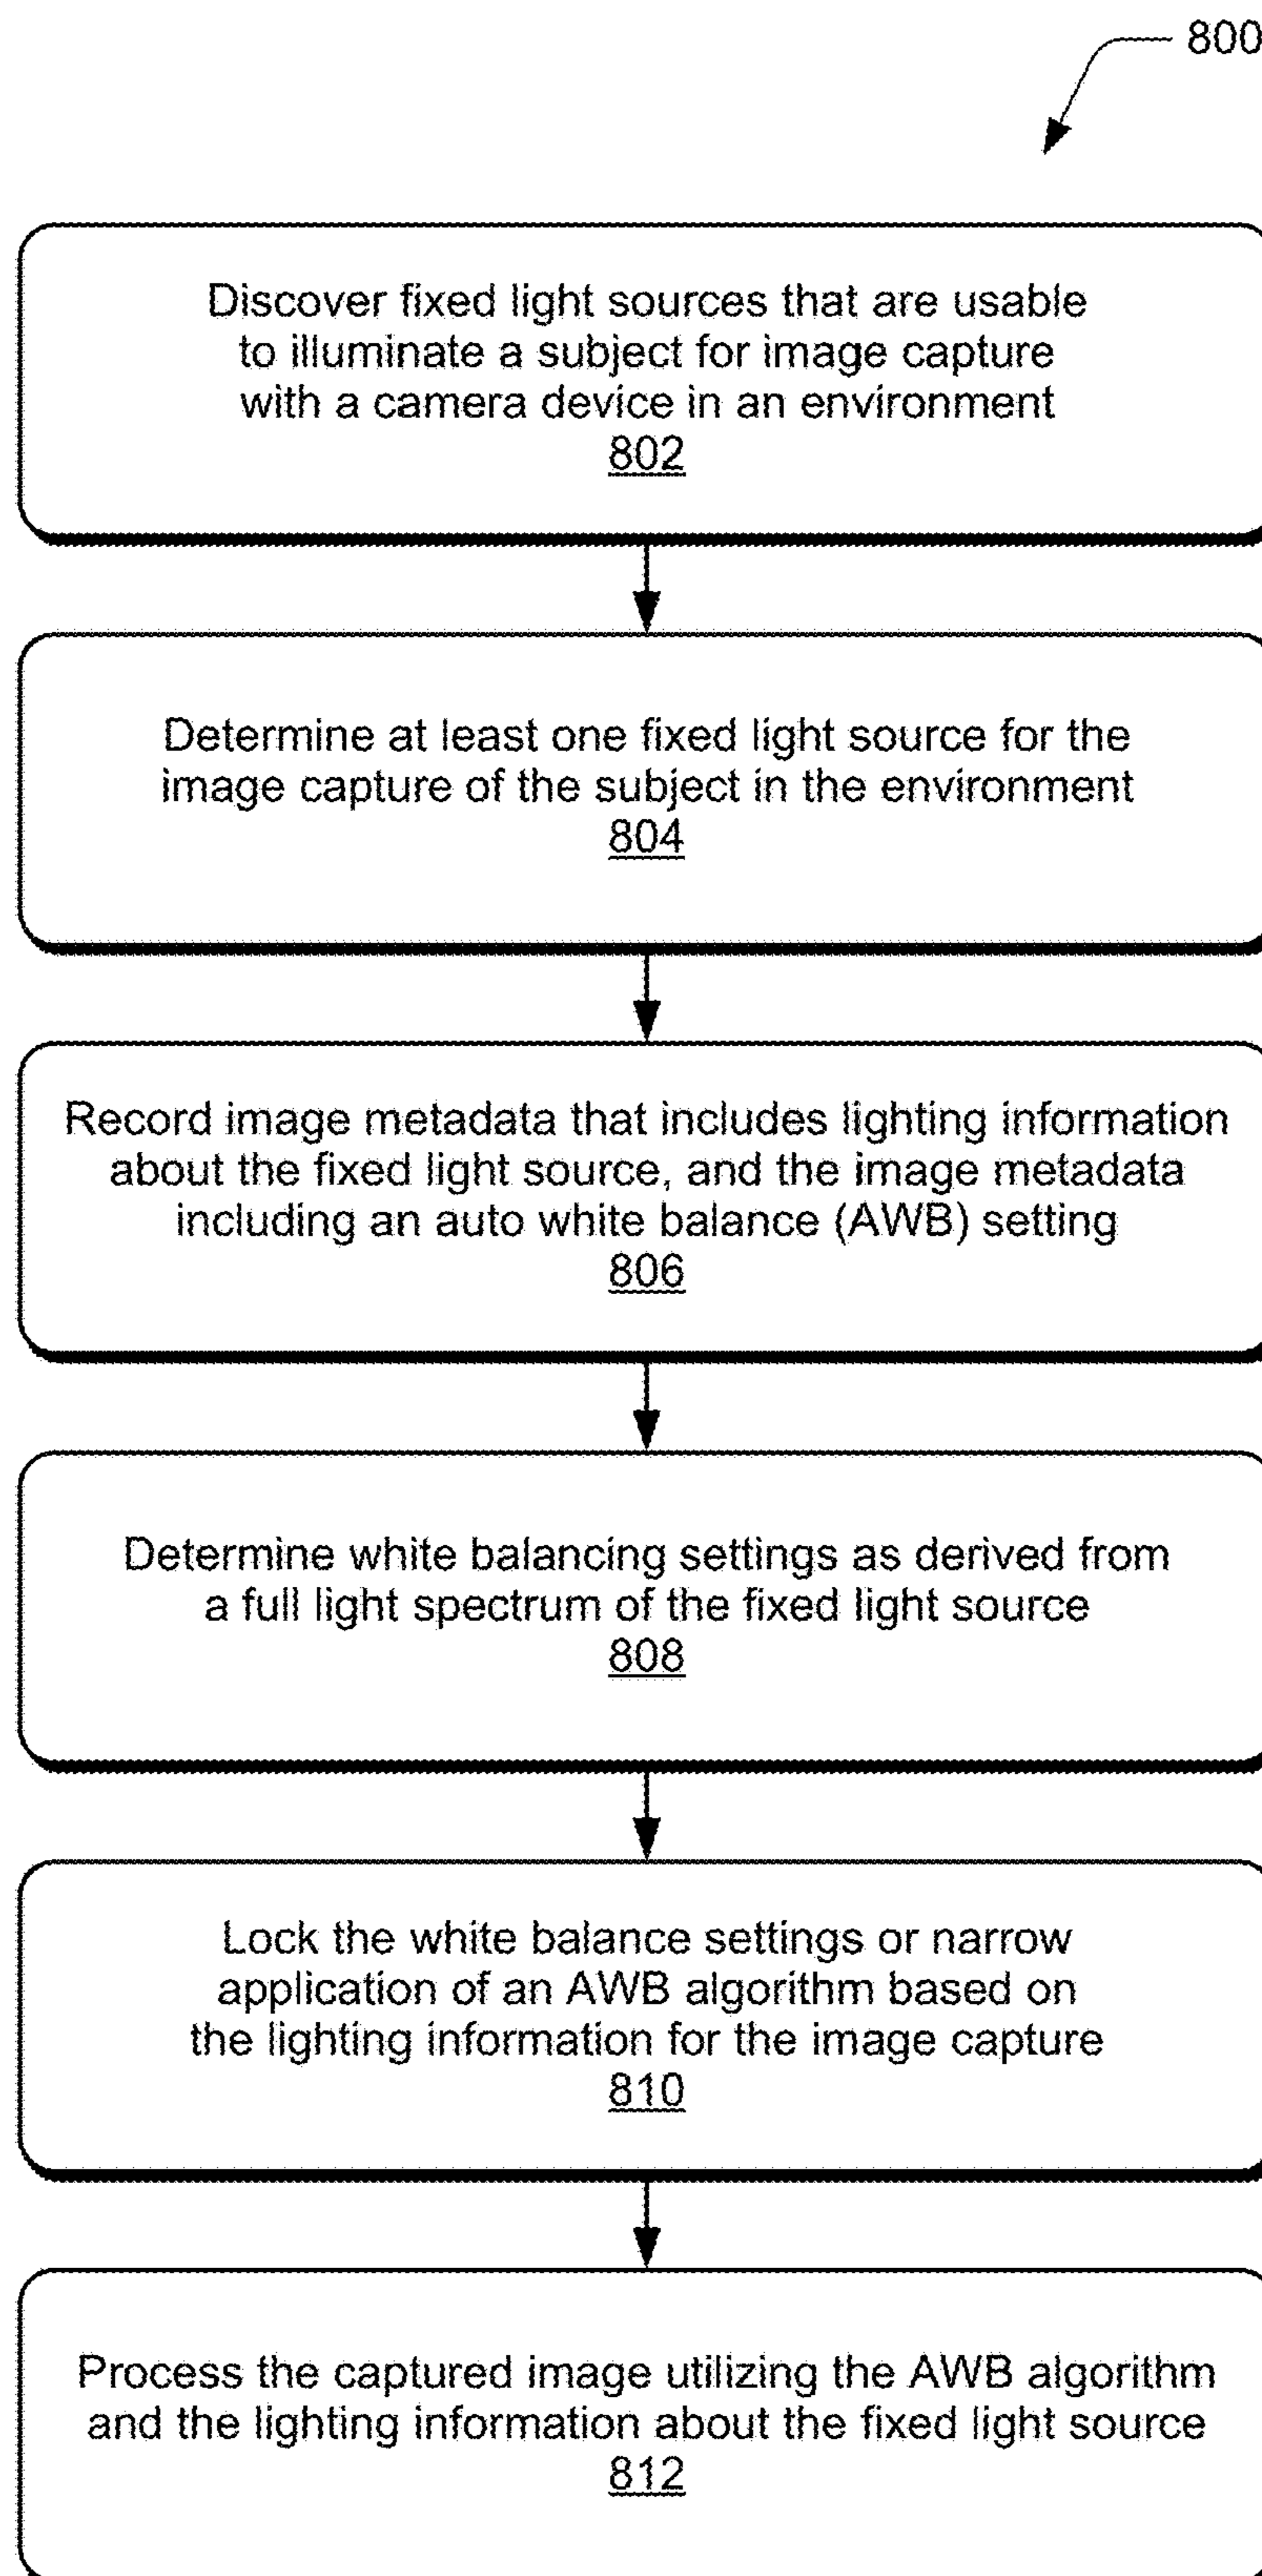 800
Discover fixed light sources that are usable
to illuminate a subject for image capture
with a camera device in an environment
802
Determine at least one fixed light source for the
image capture of the subject in the environment
804
Record image metadata that includes lighting information
about the fixed light source, and the image metadata
including an auto white balance (AWB) setting
806
Determine white balancing settings as derived from
a full light spectrum of the fixed light source
808
Lock the white balance settings or narrow
application of an AWB algorithm based on
the lighting information for the image capture
810
Process the captured image utilizing the AWB algorithm
and the lighting information about the fixed light source
812